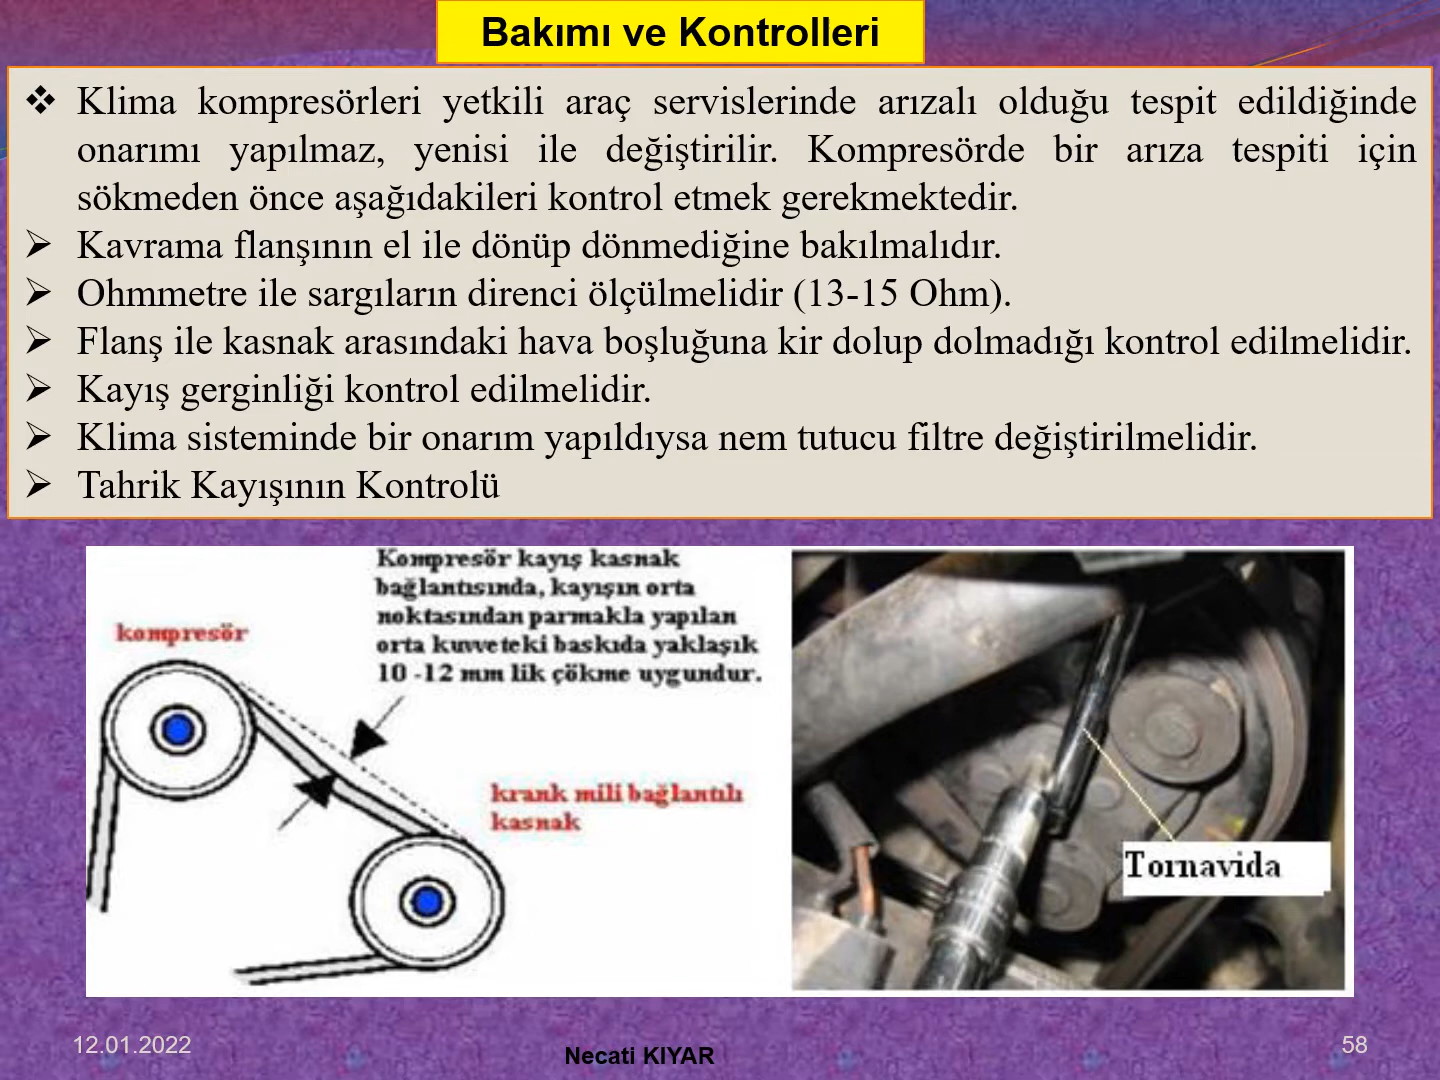 Bakımı ve Kontrolleri
❖ Klima kompresörleri yetkili araç servislerinde arızalı olduğu tespit edildiğinde
onarımı yapılmaz, yenisi ile değiştirilir. Kompresörde bir arıza tespiti için
sökmeden önce aşağıdakileri kontrol etmek gerekmektedir.
➢ Kavrama flanşının el ile dönüp dönmediğine bakılmalıdır.
➢ Ohmmetre ile sargıların direnci ölçülmelidir (13-15 Ohm).
➢ Flanş ile kasnak arasındaki hava boşluğuna kir dolup dolmadığı kontrol edilmelidir.
➢ Kayış gerginliği kontrol edilmelidir.
➢ Klima sisteminde bir onarım yapıldıysa nem tutucu filtre değiştirilmelidir.
➢ Tahrik Kayışının Kontrolü
Kompresör kayış kasnak
bağlantısında, kayışın orta
noktasından parmakla yapılan
orta kuvveteki baskıda yaklaşık
10 -12 mm lik çökme uygundur.
kompresör
krank mili bağlantılı
kasnak
Tornavida
12.01.2022
Necati KIYAR
58